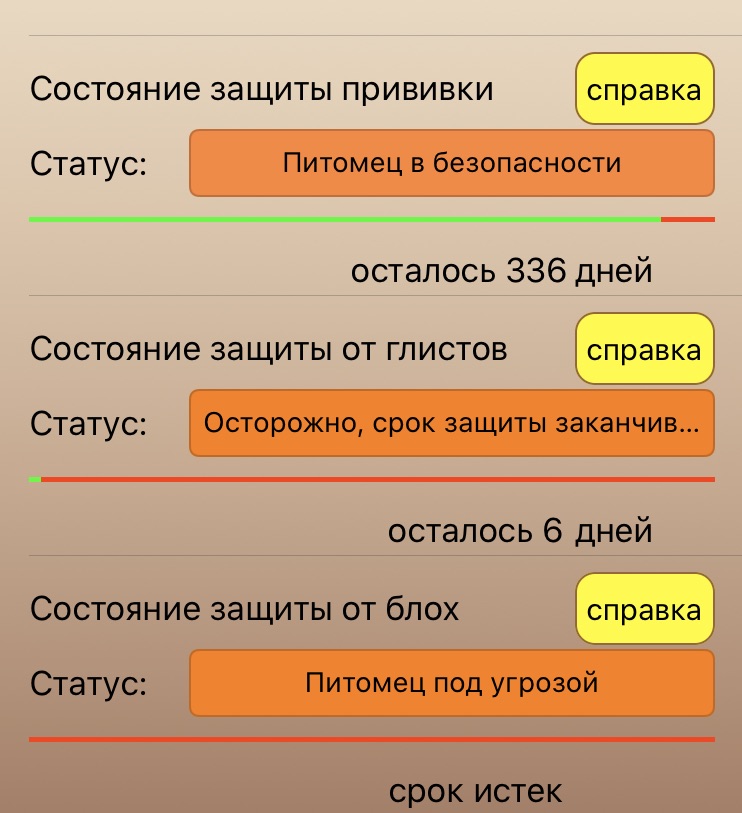 Состояние защиты прививки
справка
Статус:
Питомец в безопасности
осталось 336 дней
Состояние защиты от глистов
справка
Статус:
Осторожно, срок защиты заканчив...
осталось 6 дней
Состояние защиты от блох
справка
Статус:
Питомец под угрозой
срок истек